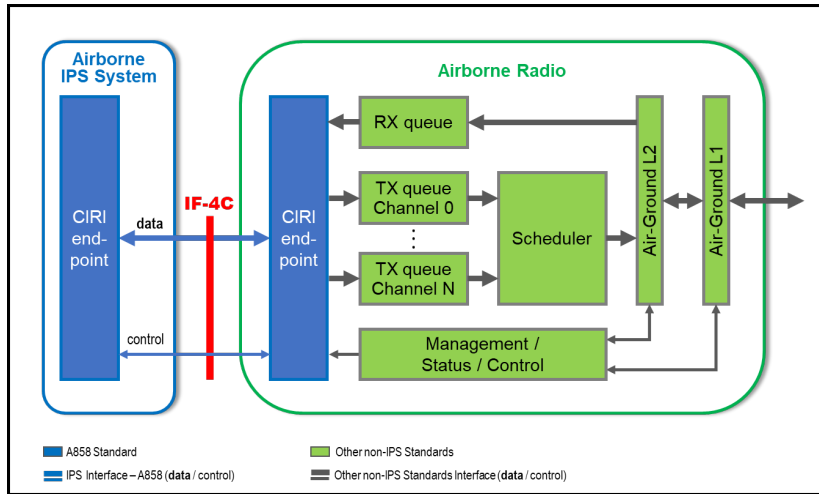 Airborne
IPS System
Airborne Radio
CIRI
end-
point
data
IF-4C
control
CIRI
end-
point
RX queue
TX queue
Channel 0
TX queue
Channel N
Scheduler
Management /
Status / Control
Air-Ground L2
Air-Ground L1
A858 Standard
Other non-IPS Standards
IPS Interface – A858 (data / control)
Other non-IPS Standards Interface (data / control)